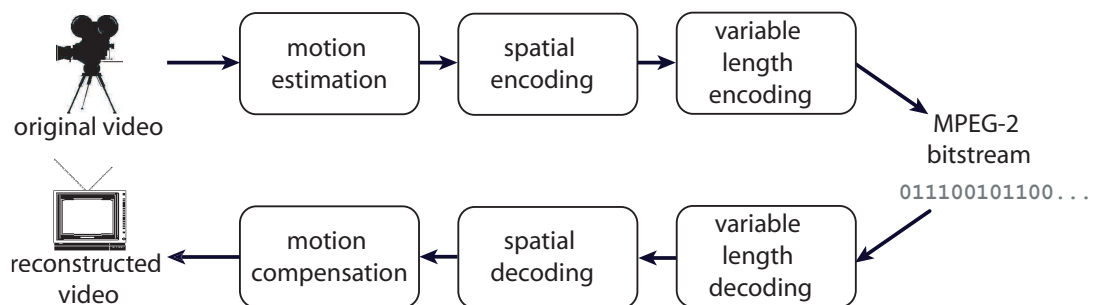 original video
motion
estimation
spatial
encoding
variable
length
encoding
MPEG-2
bitstream
011100101100...
reconstructed
video
motion
compensation
spatial
decoding
variable
length
decoding